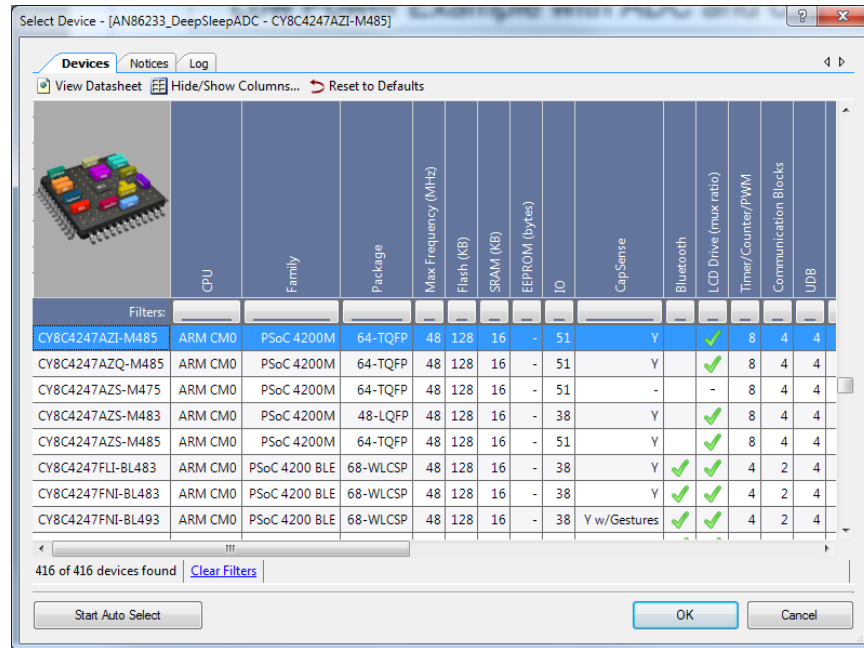 Low Power Example with ADC and
Select Device - [AN86233_DeepSleepADC - CY8C4247AZI-M485]
Devices Notices Log
View Datasheet Hide/Show Columns... Reset to Defaults
CPU Family Package Max Frequency (MHz) Flash (KB) SRAM (KB) EEPROM (bytes) IO CapSense Bluetooth LCD Drive (mux ratio) Timer/Counter/PWM Communication Blocks UDB
Filters:
CY8C4247AZI-M485 ARM CM0 PSoC 4200M 64-TQFP 48 128 16 - 51 Y 8 4 4
CY8C4247AZQ-M485 ARM CM0 PSoC 4200M 64-TQFP 48 128 16 - 51 Y 8 4 4
CY8C4247AZS-M475 ARM CM0 PSoC 4200M 64-TQFP 48 128 16 - 51 - - 8 4 4
CY8C4247AZS-M483 ARM CM0 PSoC 4200M 48-LQFP 48 128 16 - 38 Y 8 4 4
CY8C4247AZS-M485 ARM CM0 PSoC 4200M 64-TQFP 48 128 16 - 51 Y 8 4 4
CY8C4247FLI-BL483 ARM CM0 PSoC 4200 BLE 68-WLCSP 48 128 16 - 38 Y 4 2 4
CY8C4247FNI-BL483 ARM CM0 PSoC 4200 BLE 68-WLCSP 48 128 16 - 38 Y 4 2 4
CY8C4247FNI-BL493 ARM CM0 PSoC 4200 BLE 68-WLCSP 48 128 16 - 38 Y w/Gestures 4 2 4
416 of 416 devices found Clear Filters
Start Auto Select OK Cancel